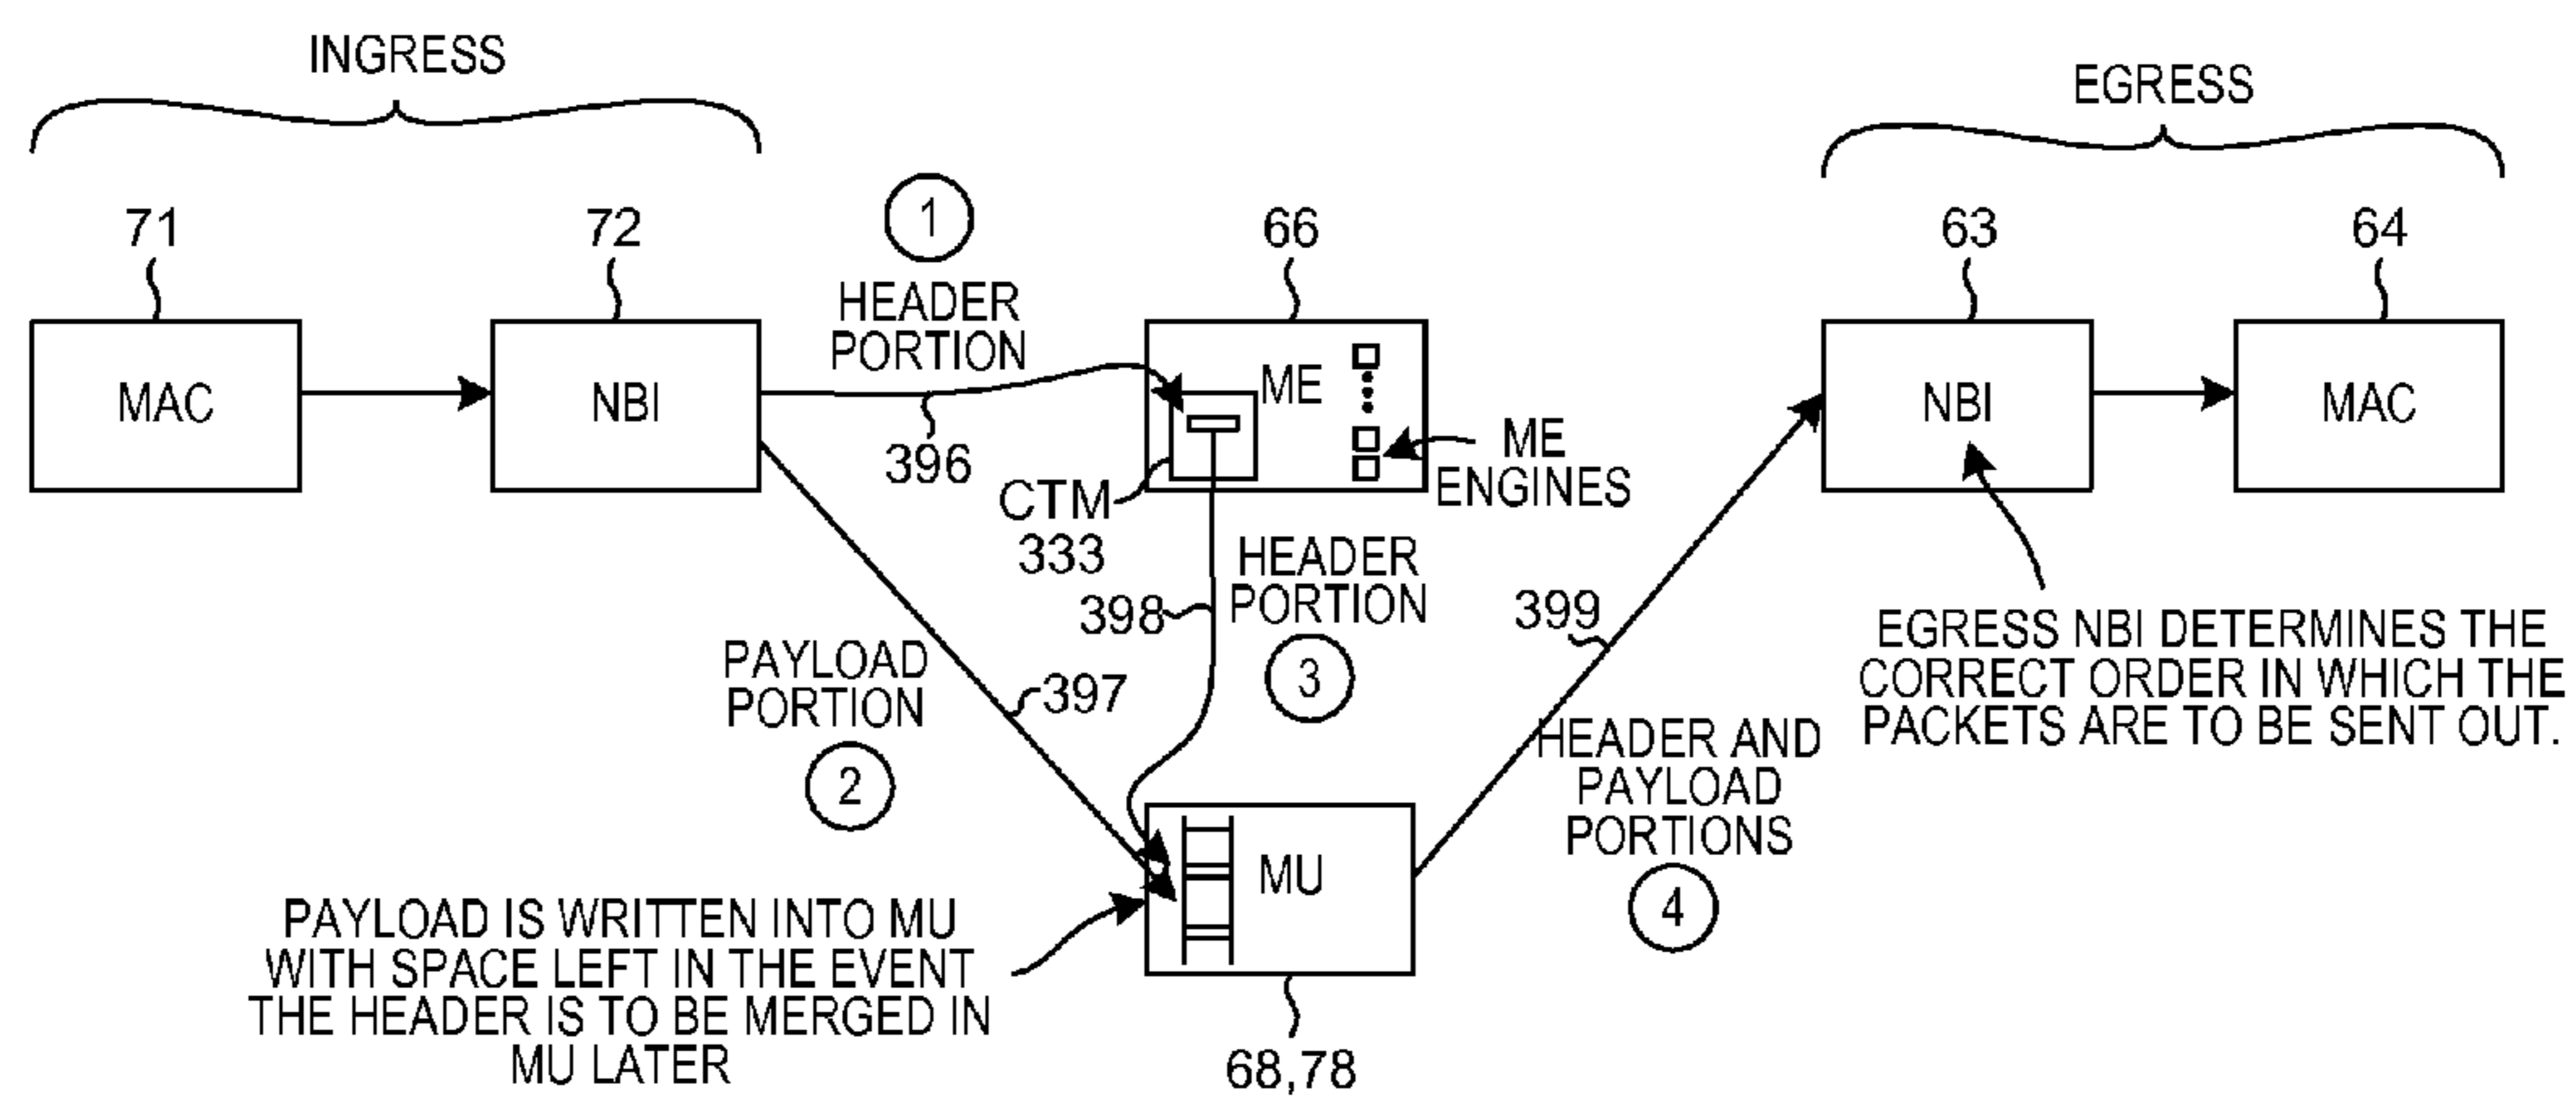 INGRESS
EGRESS
71
72
1
66
63
64
HEADER
PORTION
MAC
NBI
ME
NBI
MAC
396
ME
ENGINES
CTM
333
HEADER
PORTION
398
3
399
EGRESS NBI DETERMINES THE
CORRECT ORDER IN WHICH THE
PACKETS ARE TO BE SENT OUT.
PAYLOAD
PORTION
397
2
HEADER AND
PAYLOAD
PORTIONS
4
MU
PAYLOAD IS WRITTEN INTO MU
WITH SPACE LEFT IN THE EVENT
THE HEADER IS TO BE MERGED IN
MU LATER
68,78